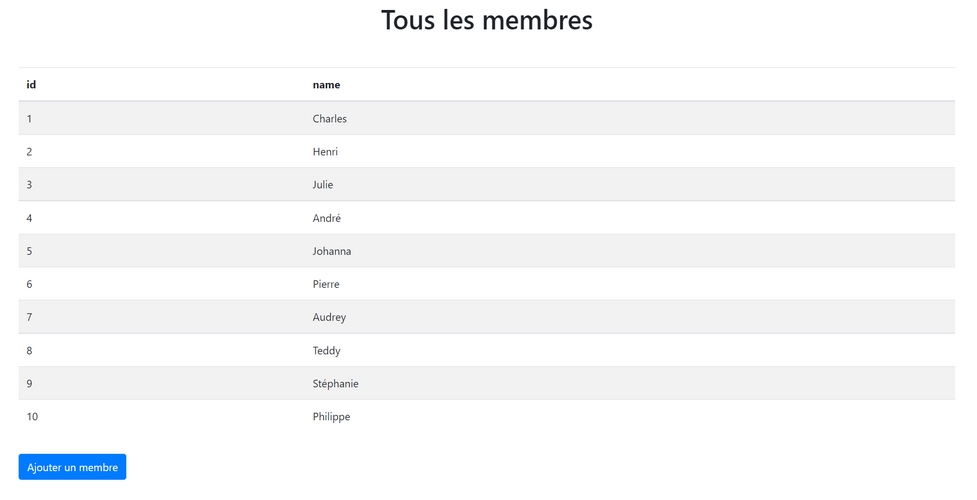 Tous les membres
id name
1 Charles
2 Henri
3 Julie
4 André
5 Johanna
6 Pierre
7 Audrey
8 Teddy
9 Stéphanie
10 Philippe
Ajouter un membre